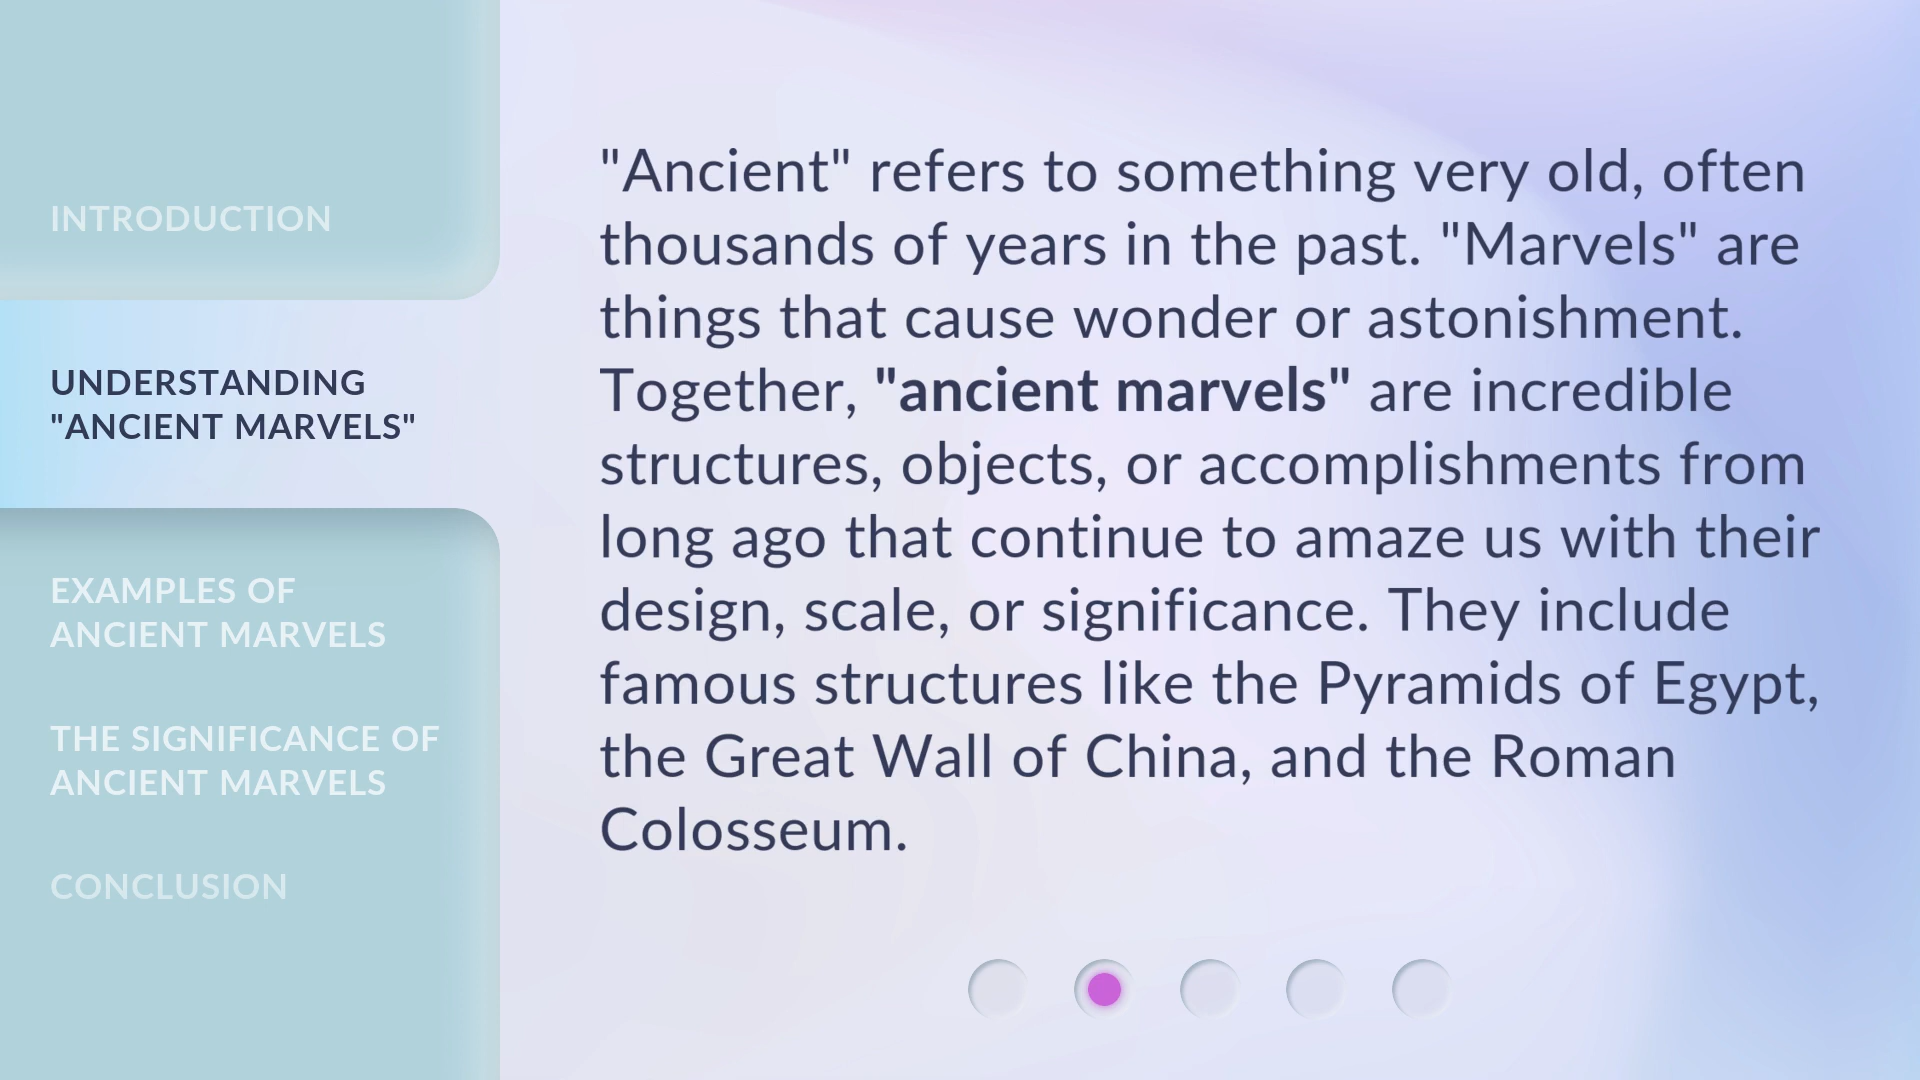 INTRODUCTION
UNDERSTANDING
"ANCIENT MARVELS"
EXAMPLES OF
ANCIENT MARVELS
THE SIGNIFICANCE OF
ANCIENT MARVELS
CONCLUSION
"Ancient" refers to something very old, often
thousands of years in the past. "Marvels" are
things that cause wonder or astonishment.
Together, "ancient marvels" are incredible
structures, objects, or accomplishments from
long ago that continue to amaze us with their
design, scale, or significance. They include
famous structures like the Pyramids of Egypt,
the Great Wall of China, and the Roman
Colosseum.